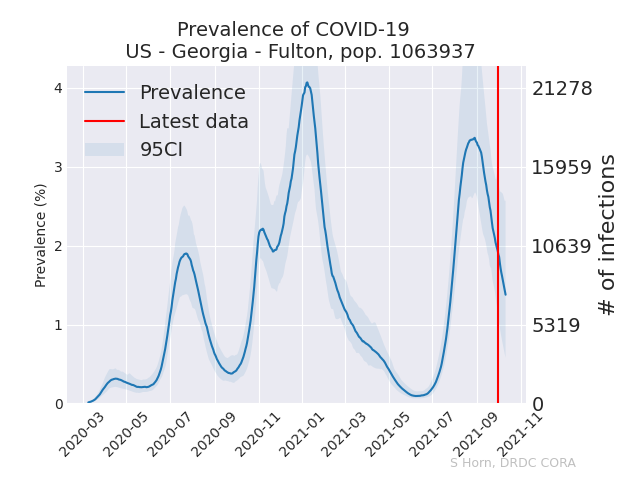 Prevalence of COVID-19
US - Georgia - Fulton, pop. 1063937
Prevalence
Latest data
95CI
Prevalence (%)
4
3
2
1
0
21278
15959
10639
5319
0
# of infections
2020-03
2020-05
2020-07
2020-09
2020-11
2021-01
2021-03
2021-05
2021-07
2021-09
2021-11
S Horn, DRDC CORA